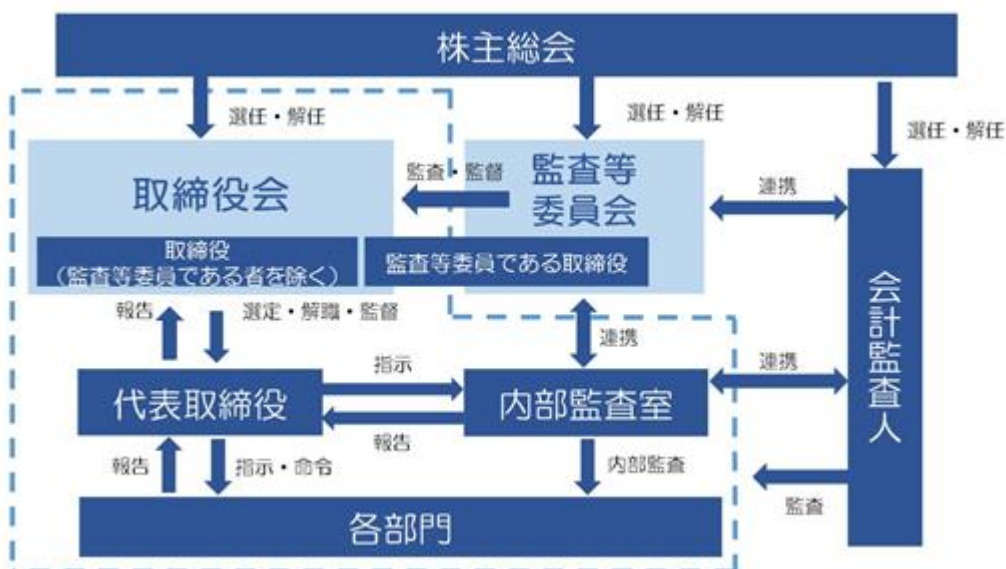 株主総会
選任・解任
選任・解任
選任・解任
取締役会
監査・監督
監査等
委員会
連携
取締役
（監査等委員である者を除く）
監査等委員である取締役
報告
選定・解職・監督
連携
会計監査人
指示
連携
代表取締役
内部監査室
報告
報告
指示・命令
内部監査
監査
各部門